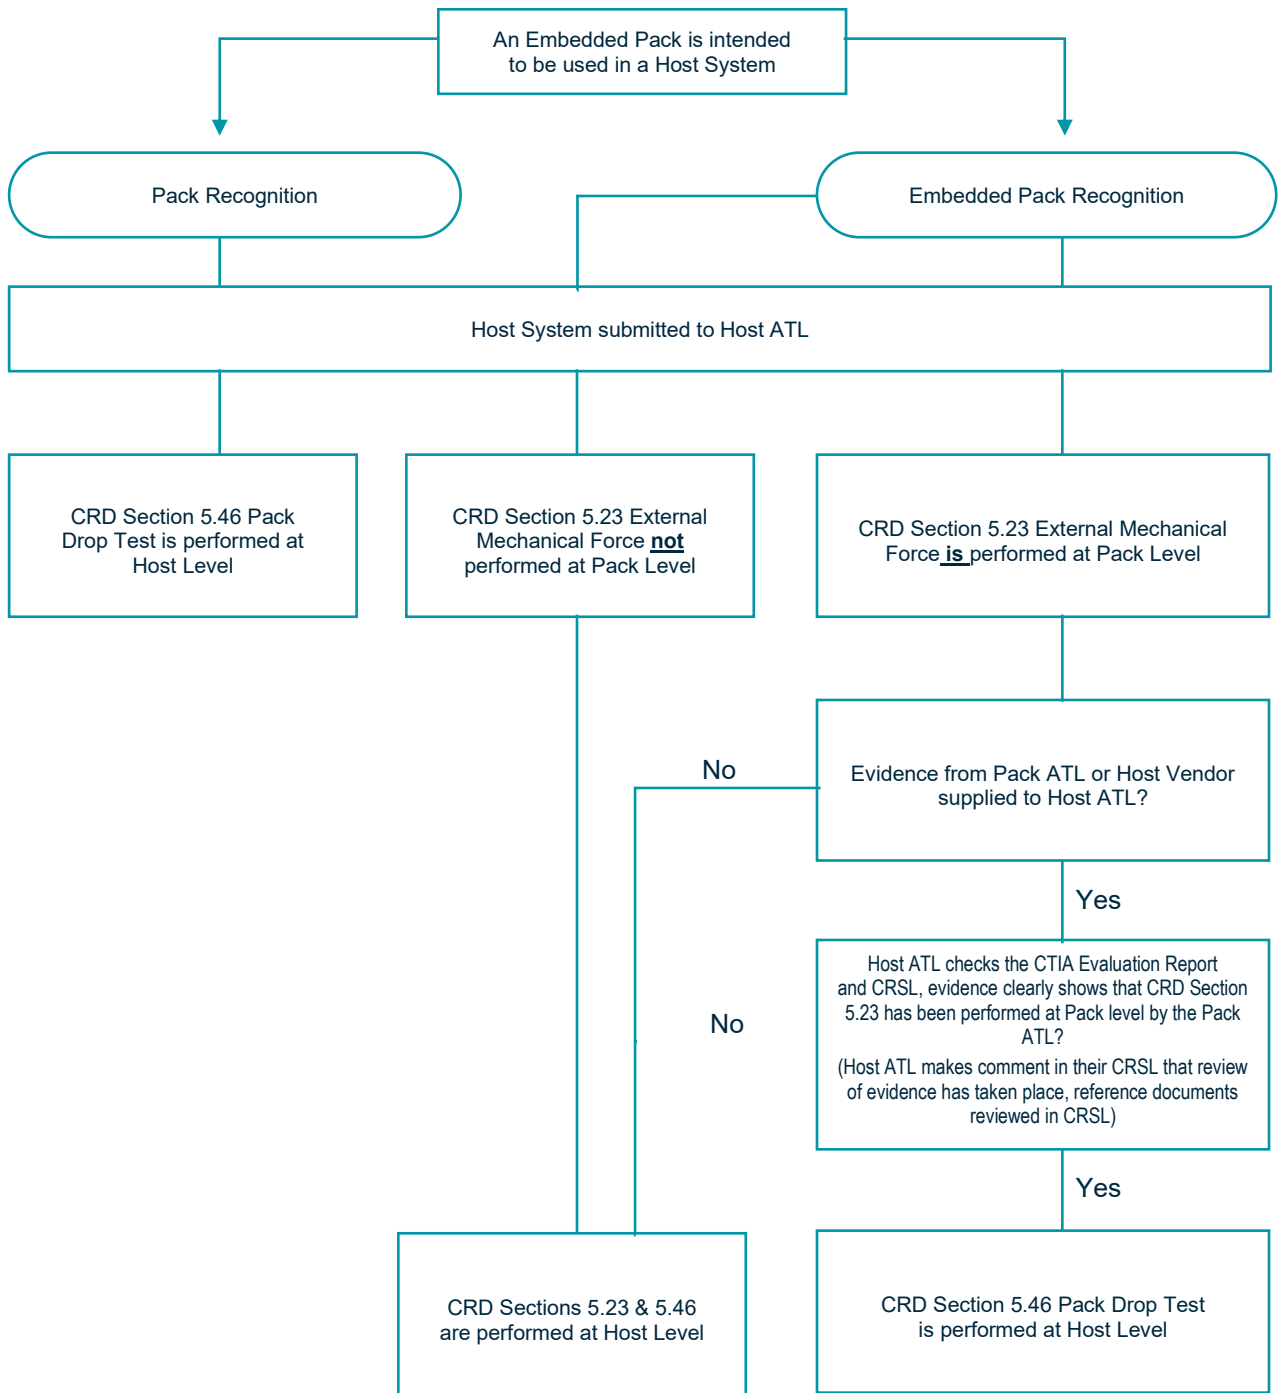 An Embedded Pack is intended
to be used in a Host System
Pack Recognition
Embedded Pack Recognition
Host System submitted to Host ATL
CRD Section 5.46 Pack
Drop Test is performed at
Host Level
CRD Section 5.23 External
Mechanical Force not
performed at Pack Level
CRD Section 5.23 External Mechanical
Force is performed at Pack Level
No
Evidence from Pack ATL or Host Vendor
supplied to Host ATL?
Yes
Host ATL checks the CTIA Evaluation Report
and CRSL, evidence clearly shows that CRD Section
5.23 has been performed at Pack level by the Pack
ATL?
(Host ATL makes comment in their CRSL that review
of evidence has taken place, reference documents
reviewed in CRSL)
No
Yes
CRD Sections 5.23 & 5.46
are performed at Host Level
CRD Section 5.46 Pack Drop Test
is performed at Host Level